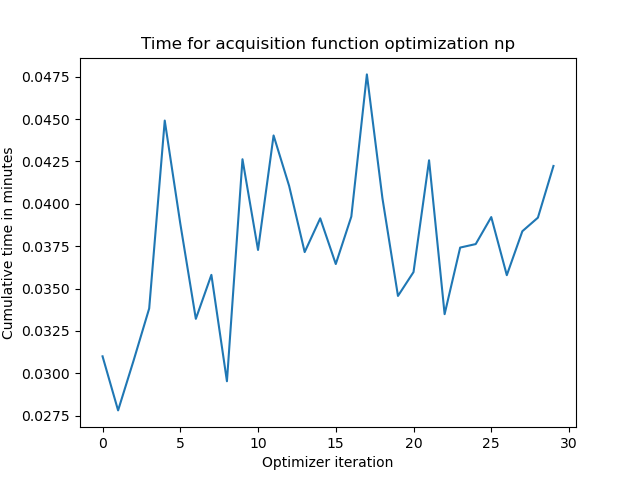 Time for acquisition function optimization np
Cumulative time in minutes
0.0475
0.0450
0.0425
0.0400
0.0375
0.0350
0.0325
0.0300
0.0275
0 5 10 15 20 25 30
Optimizer iteration